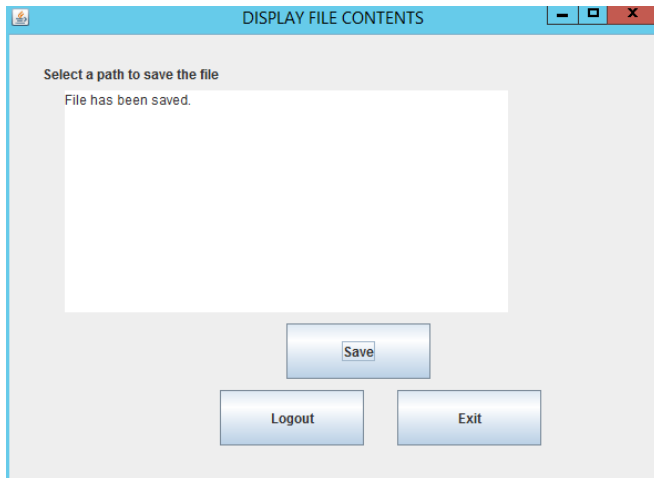 DISPLAY FILE CONTENTS
Select a path to save the file
File has been saved.
Save
Logout Exit